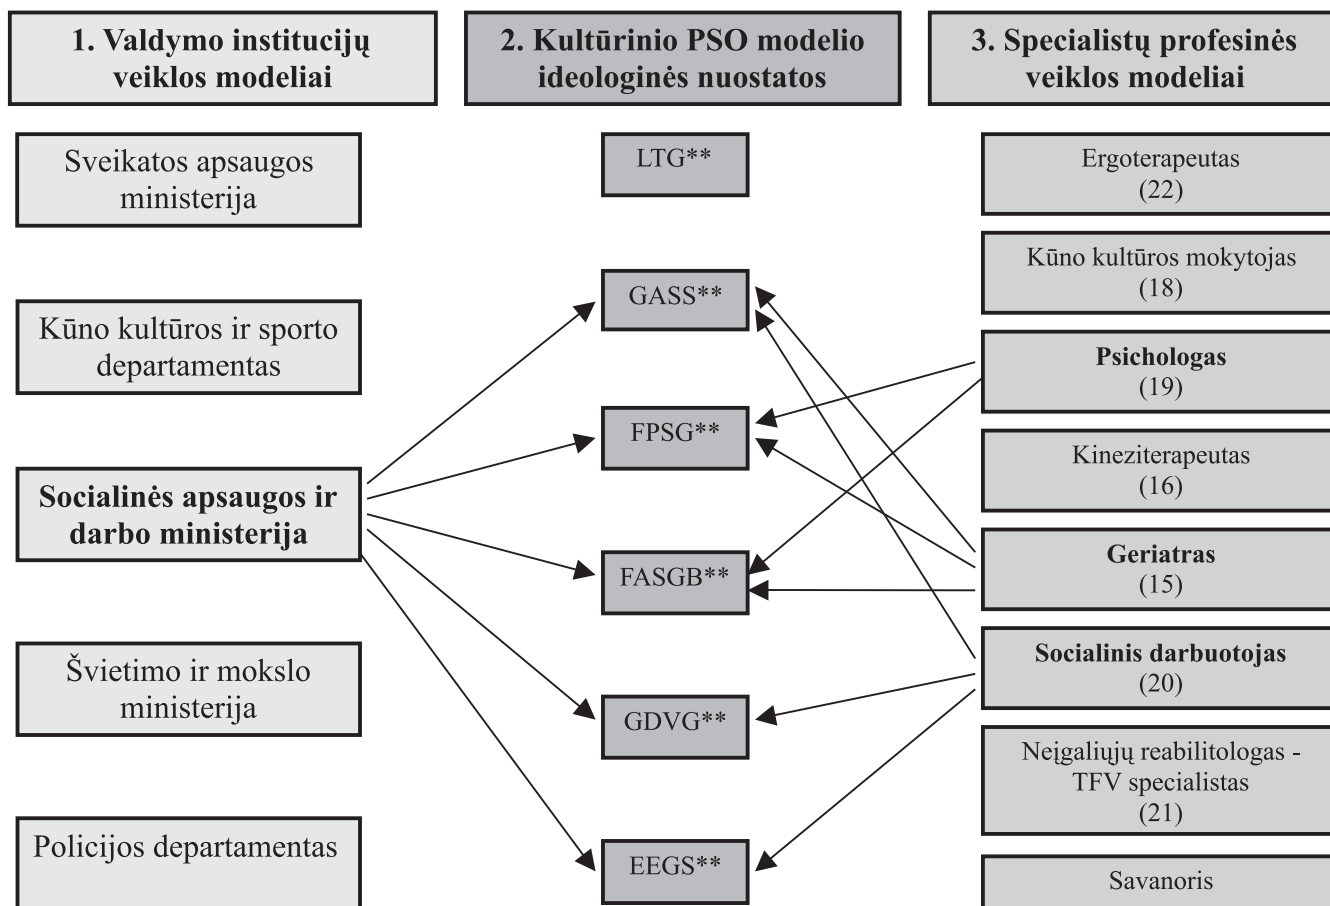 1. Valdymo institucijų
veiklos modeliai
2. Kultūrinio PSO modelio
ideologinės nuostatos
3. Specialistų profesinės
veiklos modeliai
Sveikatos apsaugos
ministerija
Kūno kultūros ir sporto
departamentas
Socialinės apsaugos ir
darbo ministerija
Švietimo ir mokslo
ministerija
Policijos departamentas
LTG**
GASS**
FPSG**
FASGB**
GDVG**
EEGS**
Ergoterapeutas
(22)
Kūno kultūros mokytojas
(18)
Psichologas
(19)
Kineziterapeutas
(16)
Geriatras
(15)
Socialinis darbuotojas
(20)
Neįgaliųjų reabilitologas -
TFV specialistas
(21)
Savanoris